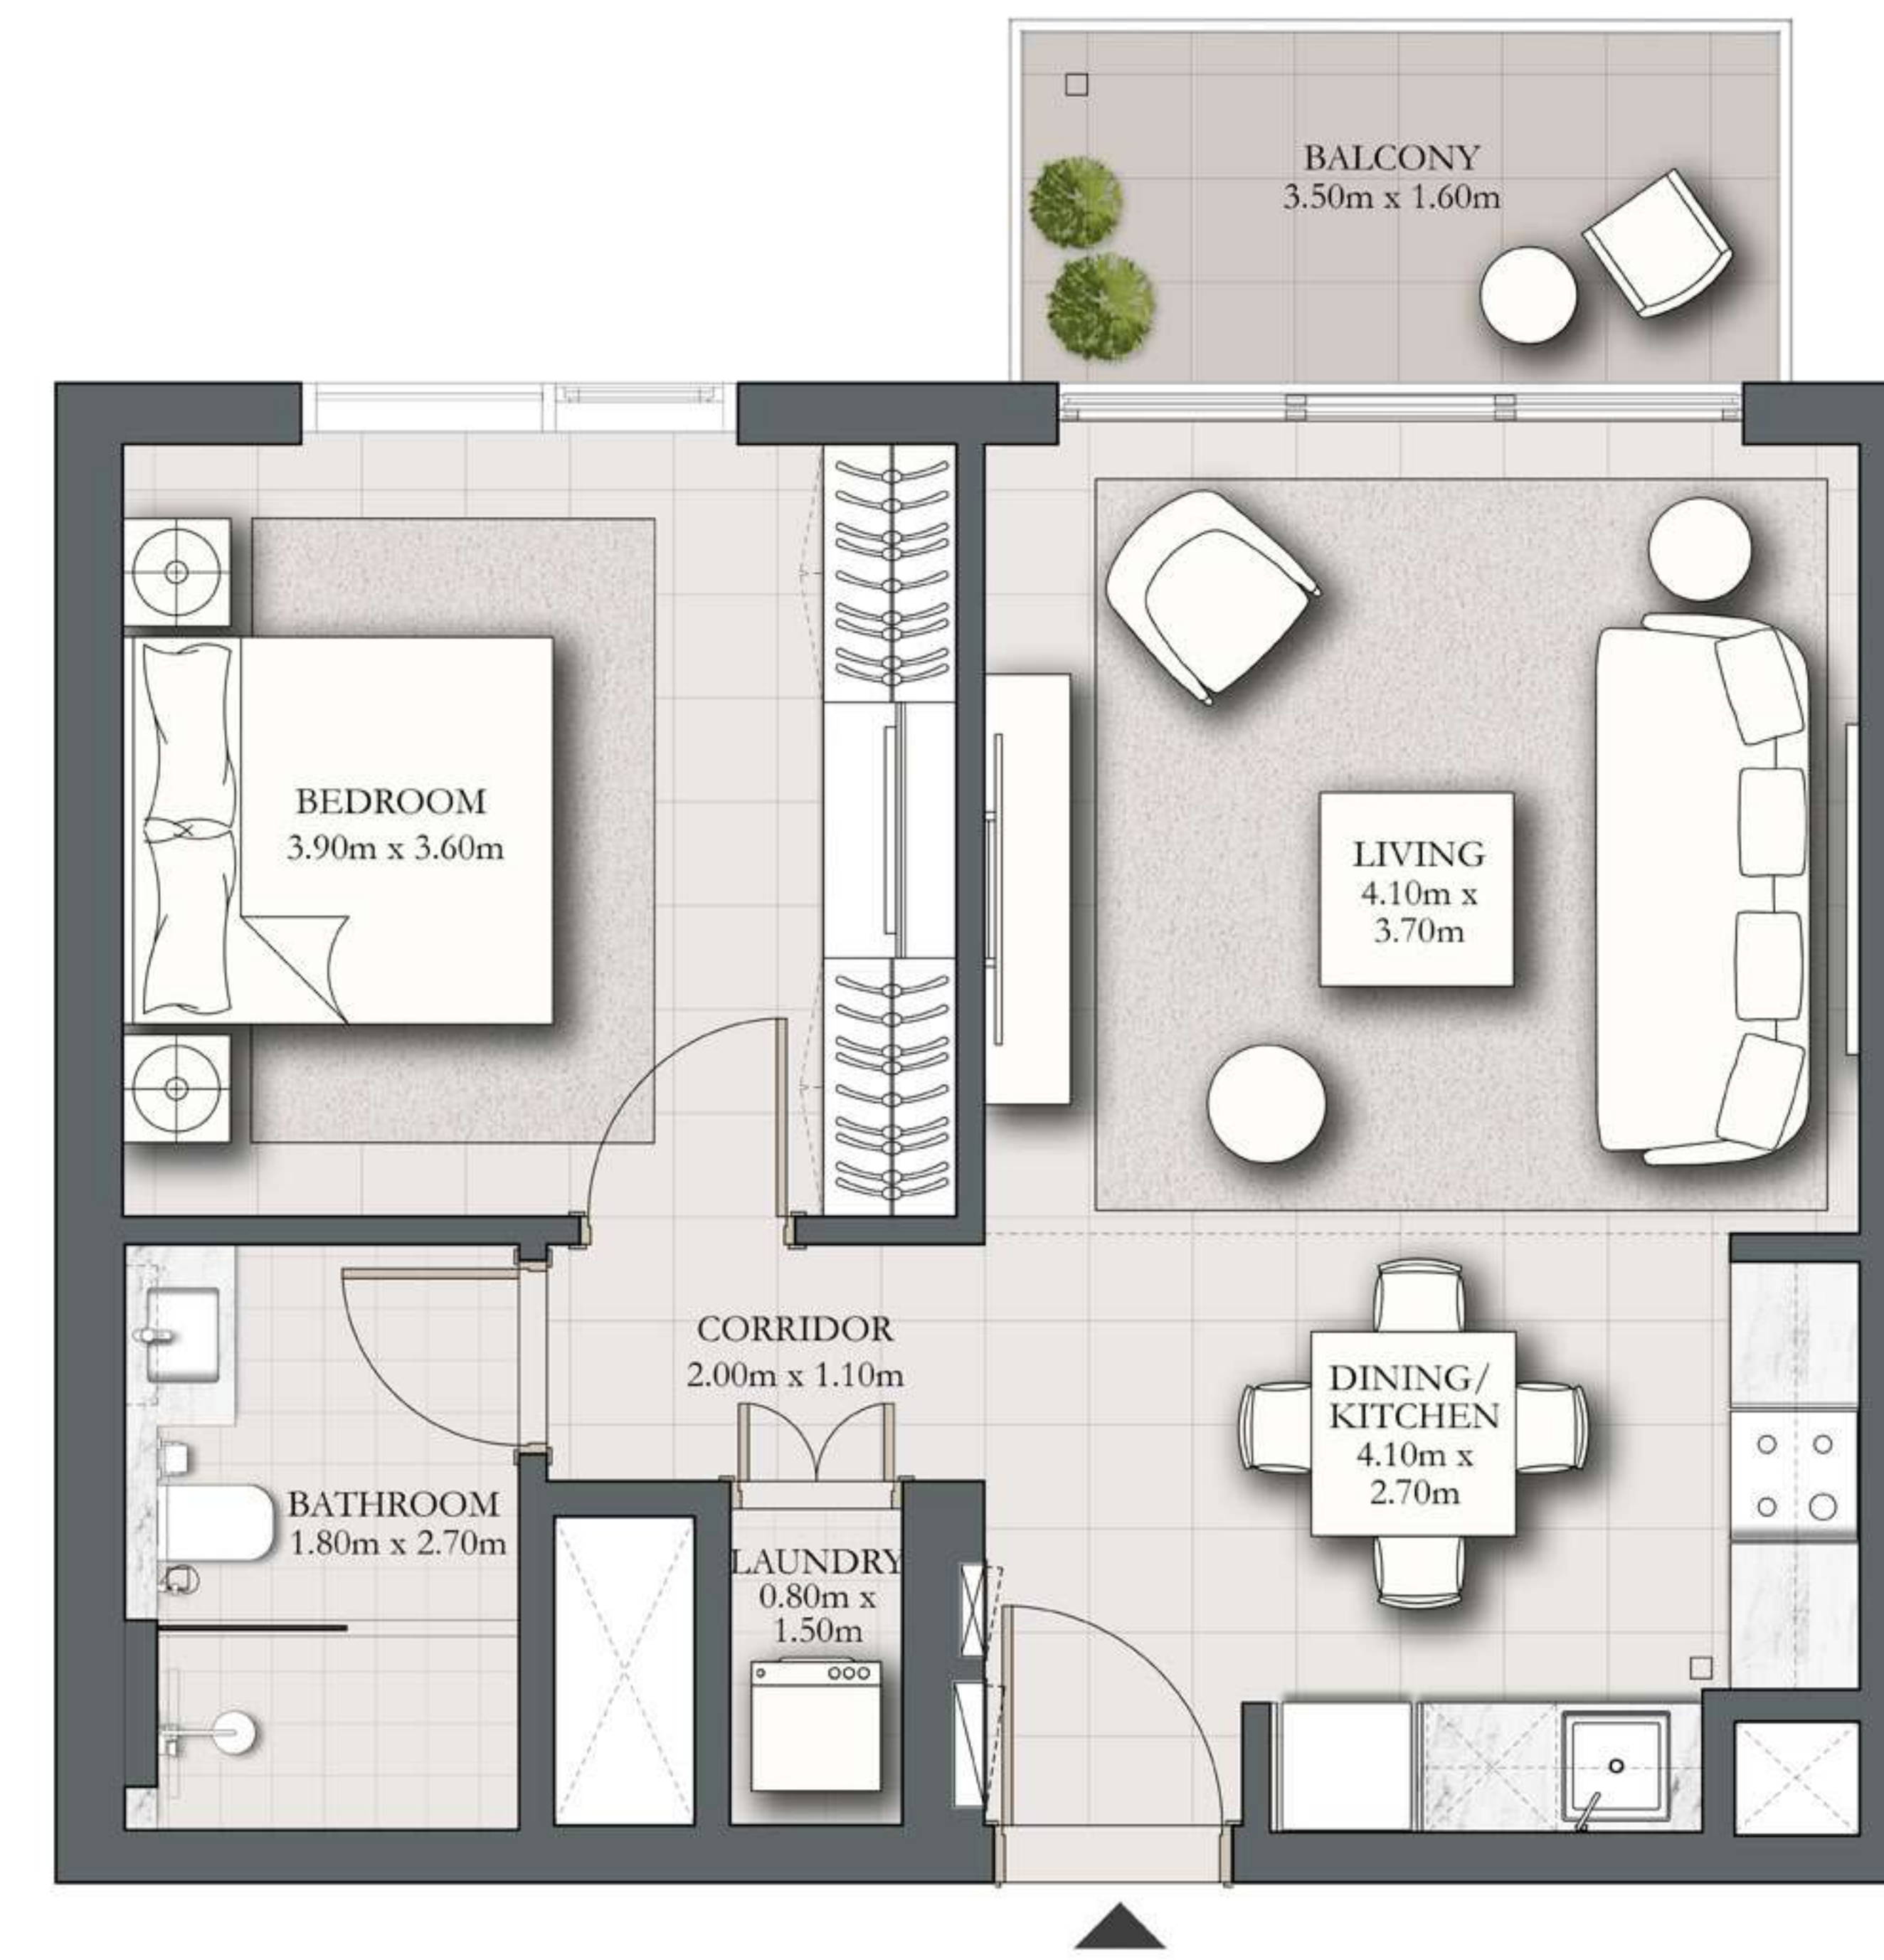 BALCONY
3.50m x 1.60m
BEDROOM
3.90m x 3.60m
LIVING
4.10m x
3.70m
CORRIDOR
2.00m x 1.10m
DINING/
KITCHEN
4.10m x
2.70m
BATHROOM
1.80m x 2.70m
LAUNDRY
0.80m x
1.50m